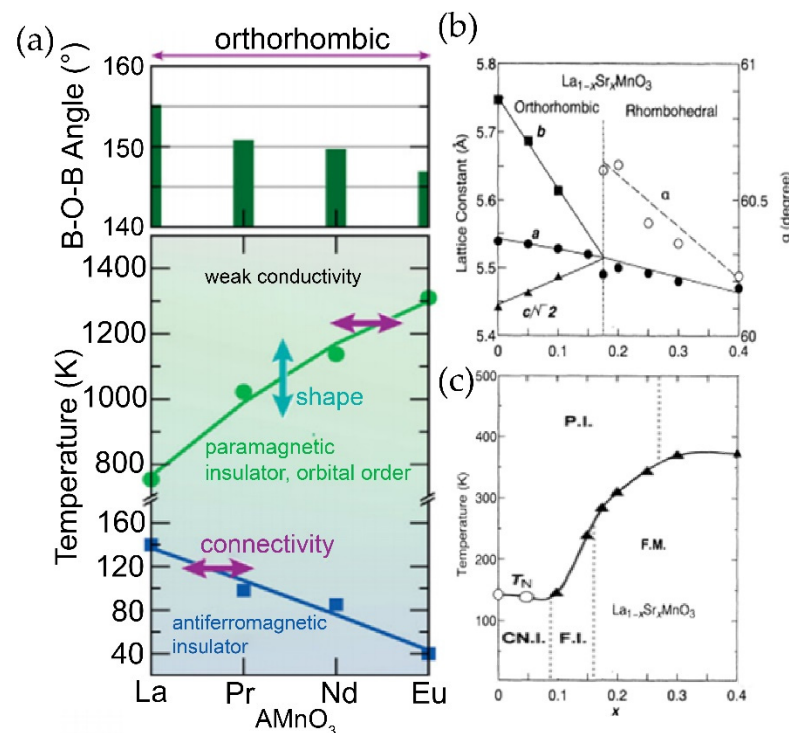 (a)
orthorhombic
B-O-B Angle (°)
160
150
140
Temperature (K)
1400
1200
1000
800
160
120
80
40
weak conductivity
shape
paramagnetic
insulator, orbital order
connectivity
antiferromagnetic
insulator
La Pr Nd Eu
AMnO₃
(b)
La₁₋ₓSrₓMnO₃
Orthorhombic Rhombohedral
Lattice Constant (Å)
5.8
5.7
5.6
5.5
5.4
b
a
c/√2
α
61
60.5
60
α (degree)
0 0.1 0.2 0.3 0.4
(c)
Temperature (K)
500
400
300
200
100
0
P.I.
T_N
F.M.
CN.I. F.I.
La₁₋ₓSrₓMnO₃
0 0.1 0.2 0.3 0.4
x